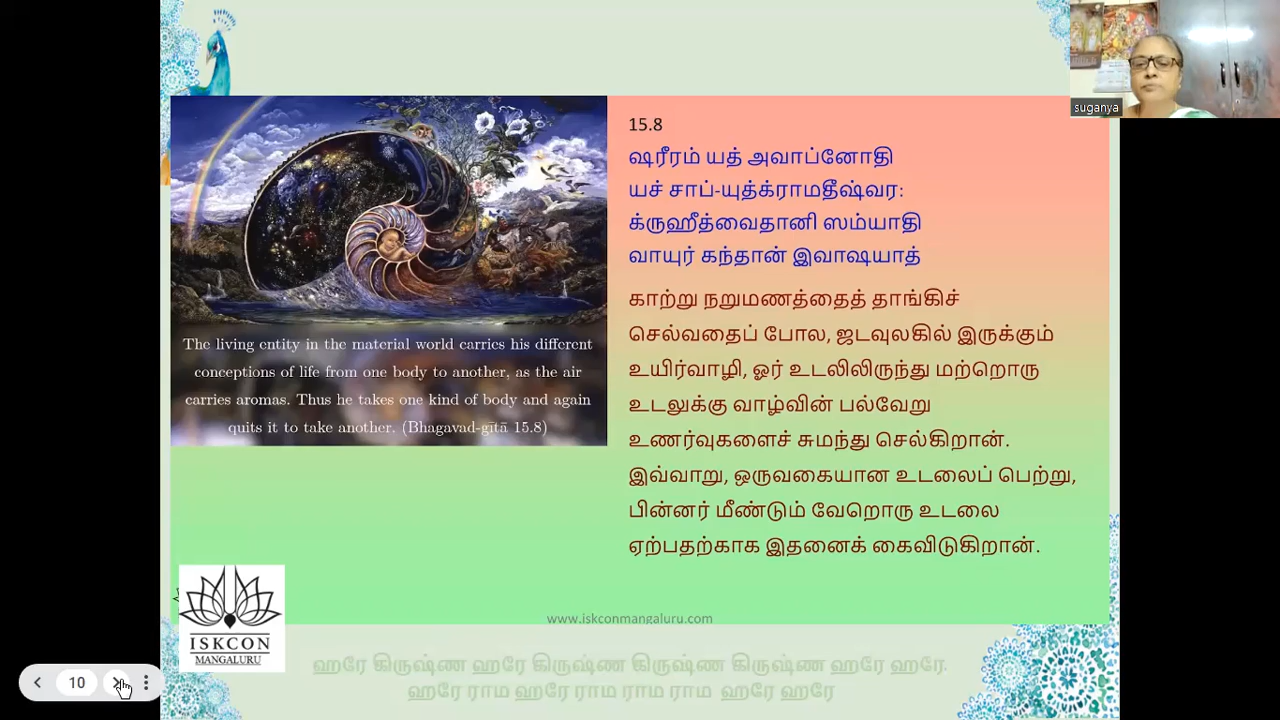 suganya
15.8
ஷரீரம் யத் அவாப்னோதி
யச் சாப்-யுத்க்ராமதீஷ்வர:
க்ருஹீத்வைதானி ஸம்யாதி
வாயுர் கந்தான் இவாஷயாத்
காற்று நறுமணத்தைத் தாங்கிச்
செல்வதைப் போல, ஜடவுலகில் இருக்கும்
உயிர்வாழி, ஓர் உடலிலிருந்து மற்றொரு
உடலுக்கு வாழ்வின் பல்வேறு
உணர்வுகளைச் சுமந்து செல்கிறான்.
இவ்வாறு, ஒருவகையான உடலைப் பெற்று,
பின்னர் மீண்டும் வேறொரு உடலை
ஏற்பதற்காக இதனைக் கைவிடுகிறான்.
The living entity in the material world carries his different
conceptions of life from one body to another, as the air
carries aromas. Thus he takes one kind of body and again
quits it to take another. (Bhagavad-gītā 15.8)
www.iskconmangaluru.com
ISKCON
MANGALURU
ஹரே கிருஷ்ண ஹரே கிருஷ்ண கிருஷ்ண கிருஷ்ண ஹரே ஹரே
ஹரே ராம ஹரே ராம ராம ராம ஹரே ஹரே
10